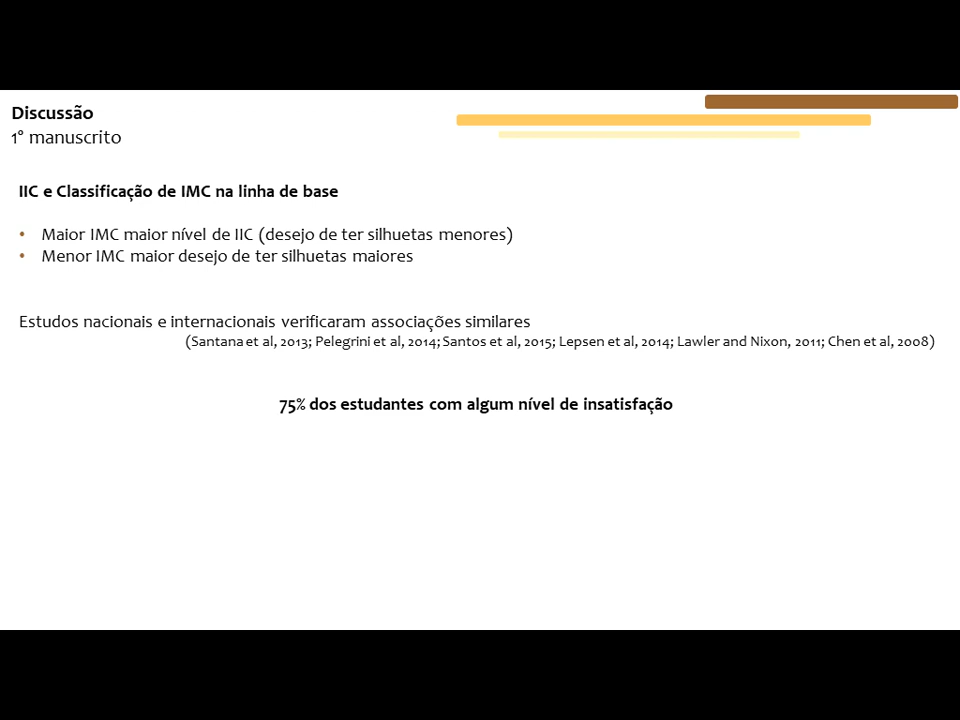 Discussão
1º manuscrito
IIC e Classificação de IMC na linha de base
• Maior IMC maior nível de IIC (desejo de ter silhuetas menores)
• Menor IMC maior desejo de ter silhuetas maiores
Estudos nacionais e internacionais verificaram associações similares
(Santana et al, 2013; Pelegrini et al, 2014; Santos et al, 2015; Lepsen et al, 2014; Lawler and Nixon, 2011; Chen et al, 2008)
75% dos estudantes com algum nível de insatisfação